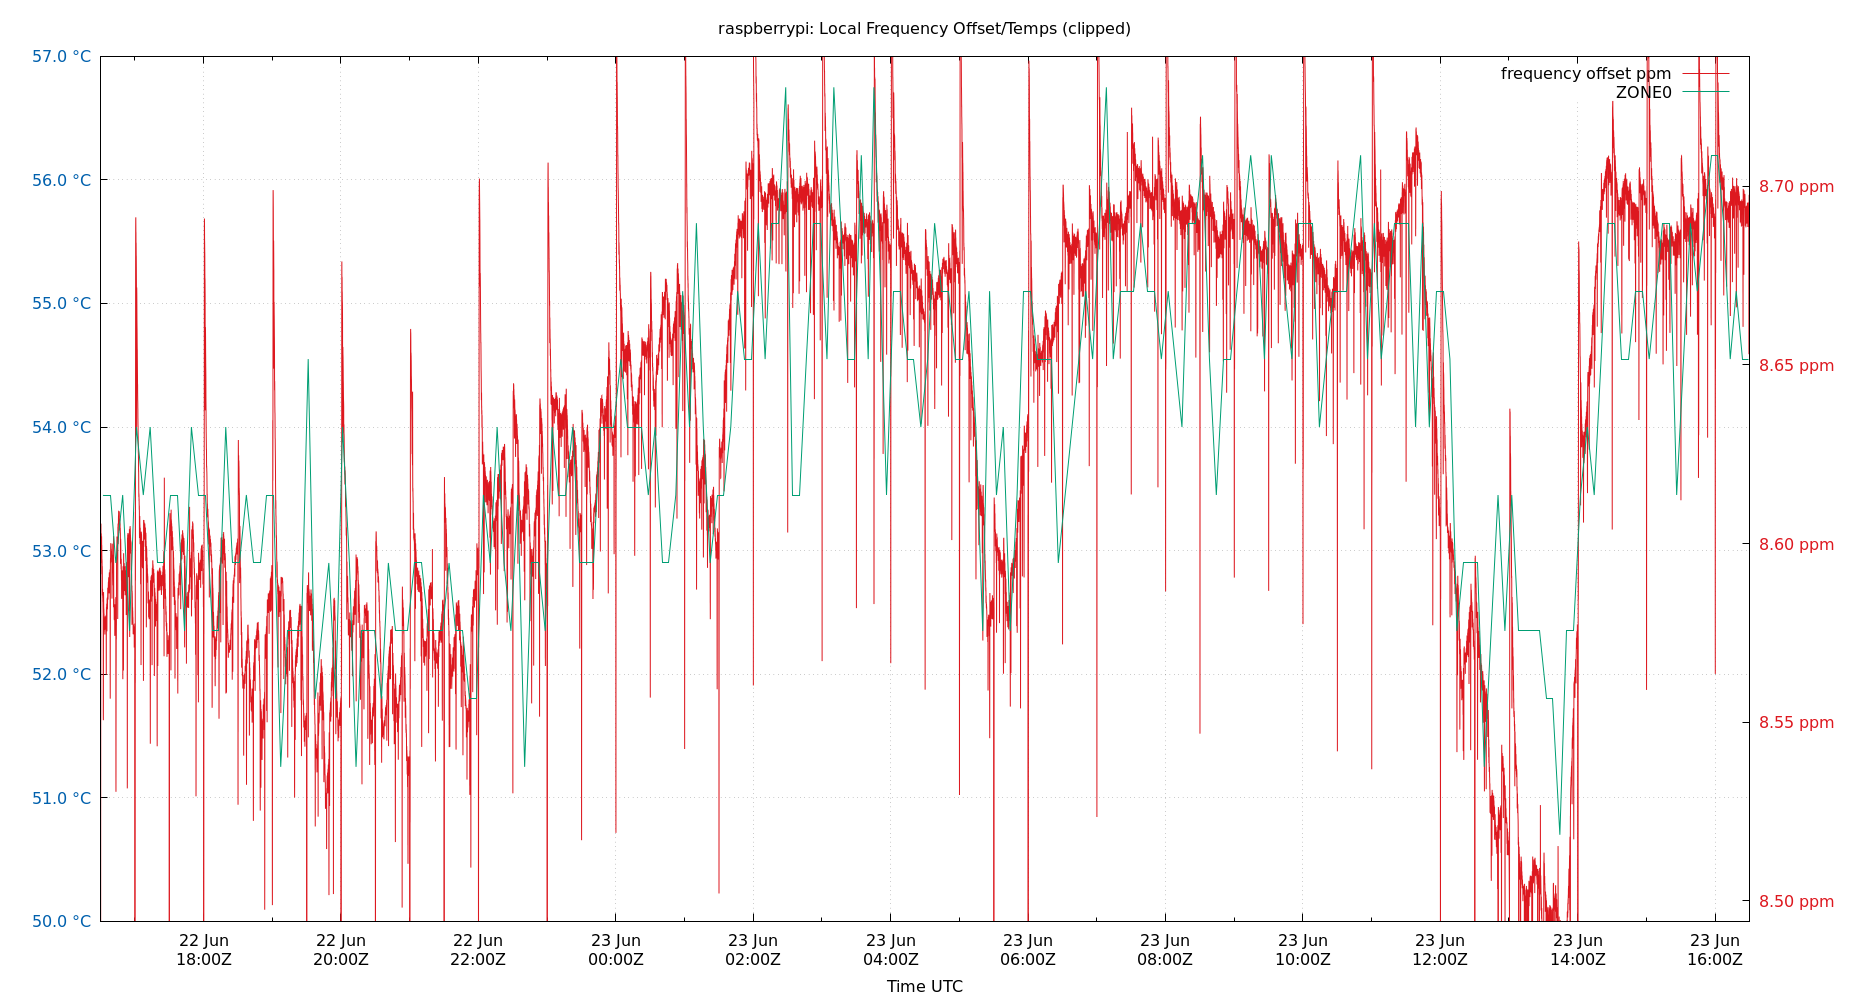 raspberrypi: Local Frequency Offset/Temps (clipped)
57.0 °C
56.0 °C
55.0 °C
54.0 °C
53.0 °C
52.0 °C
51.0 °C
50.0 °C
frequency offset ppm
ZONE0
8.70 ppm
8.65 ppm
8.60 ppm
8.55 ppm
8.50 ppm
22 Jun
18:00Z
22 Jun
20:00Z
22 Jun
22:00Z
23 Jun
00:00Z
23 Jun
02:00Z
23 Jun
04:00Z
23 Jun
06:00Z
23 Jun
08:00Z
23 Jun
10:00Z
23 Jun
12:00Z
23 Jun
14:00Z
23 Jun
16:00Z
Time UTC